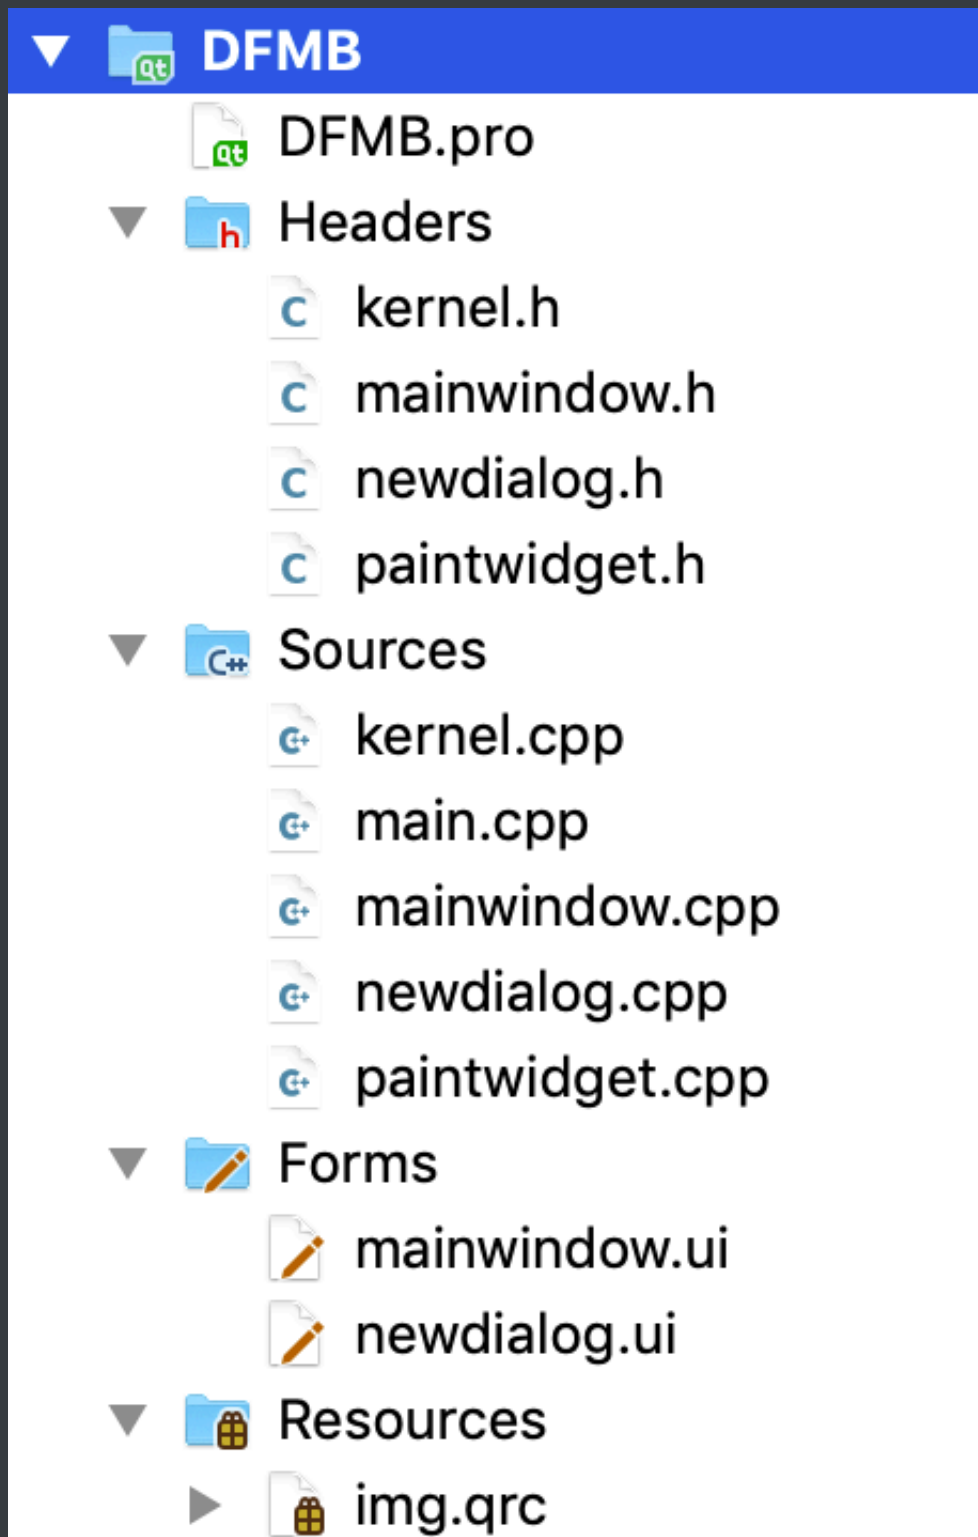 DFMB
DFMB.pro
Headers
kernel.h
mainwindow.h
newdialog.h
paintwidget.h
Sources
kernel.cpp
main.cpp
mainwindow.cpp
newdialog.cpp
paintwidget.cpp
Forms
mainwindow.ui
newdialog.ui
Resources
img.qrc